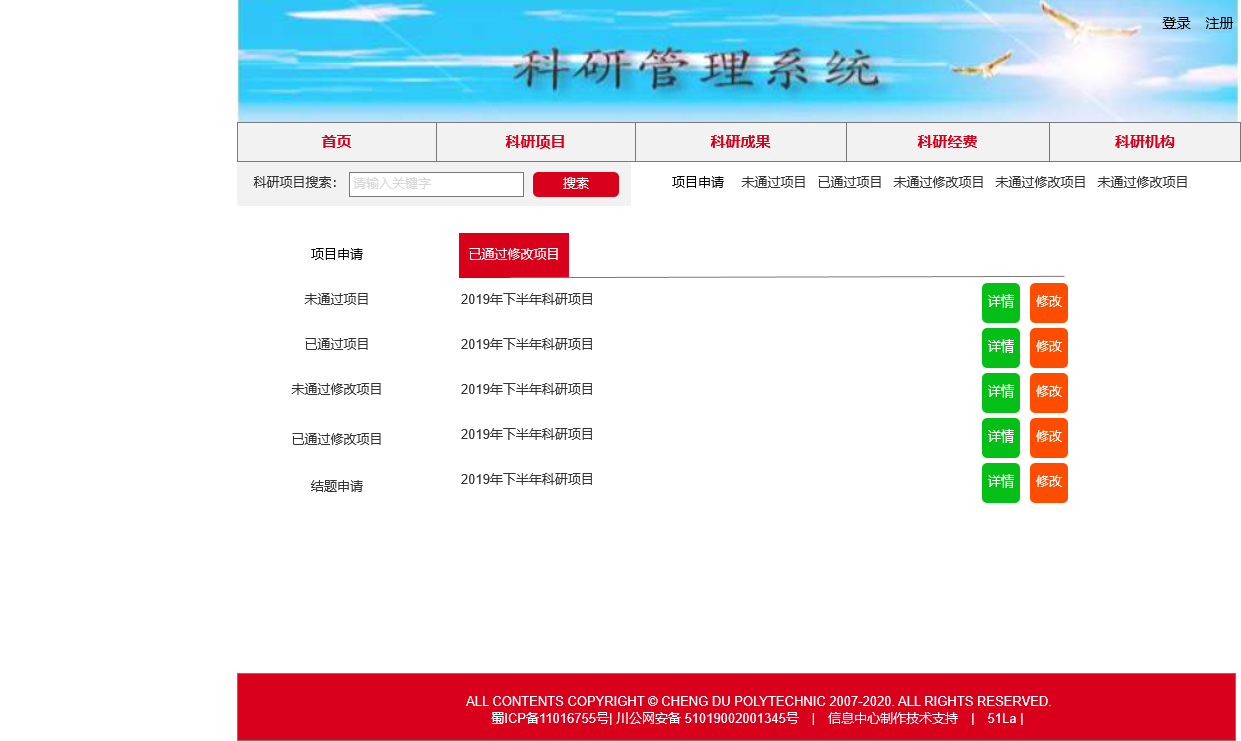 登录 注册
科研管理系统
首页 科研项目 科研成果 科研经费 科研机构
科研项目搜索： 请输入关键字 搜索 项目申请 未通过项目 已通过项目 未通过修改项目 未通过修改项目 未通过修改项目
项目申请 已通过修改项目
未通过项目 2019年下半年科研项目 详情 修改
已通过项目 2019年下半年科研项目 详情 修改
未通过修改项目 2019年下半年科研项目 详情 修改
已通过修改项目 2019年下半年科研项目 详情 修改
结题申请 2019年下半年科研项目 详情 修改
ALL CONTENTS COPYRIGHT © CHENG DU POLYTECHNIC 2007-2020. ALL RIGHTS RESERVED.
蜀ICP备11016755号| 川公网安备 51019002001345号 | 信息中心制作技术支持 | 51La |